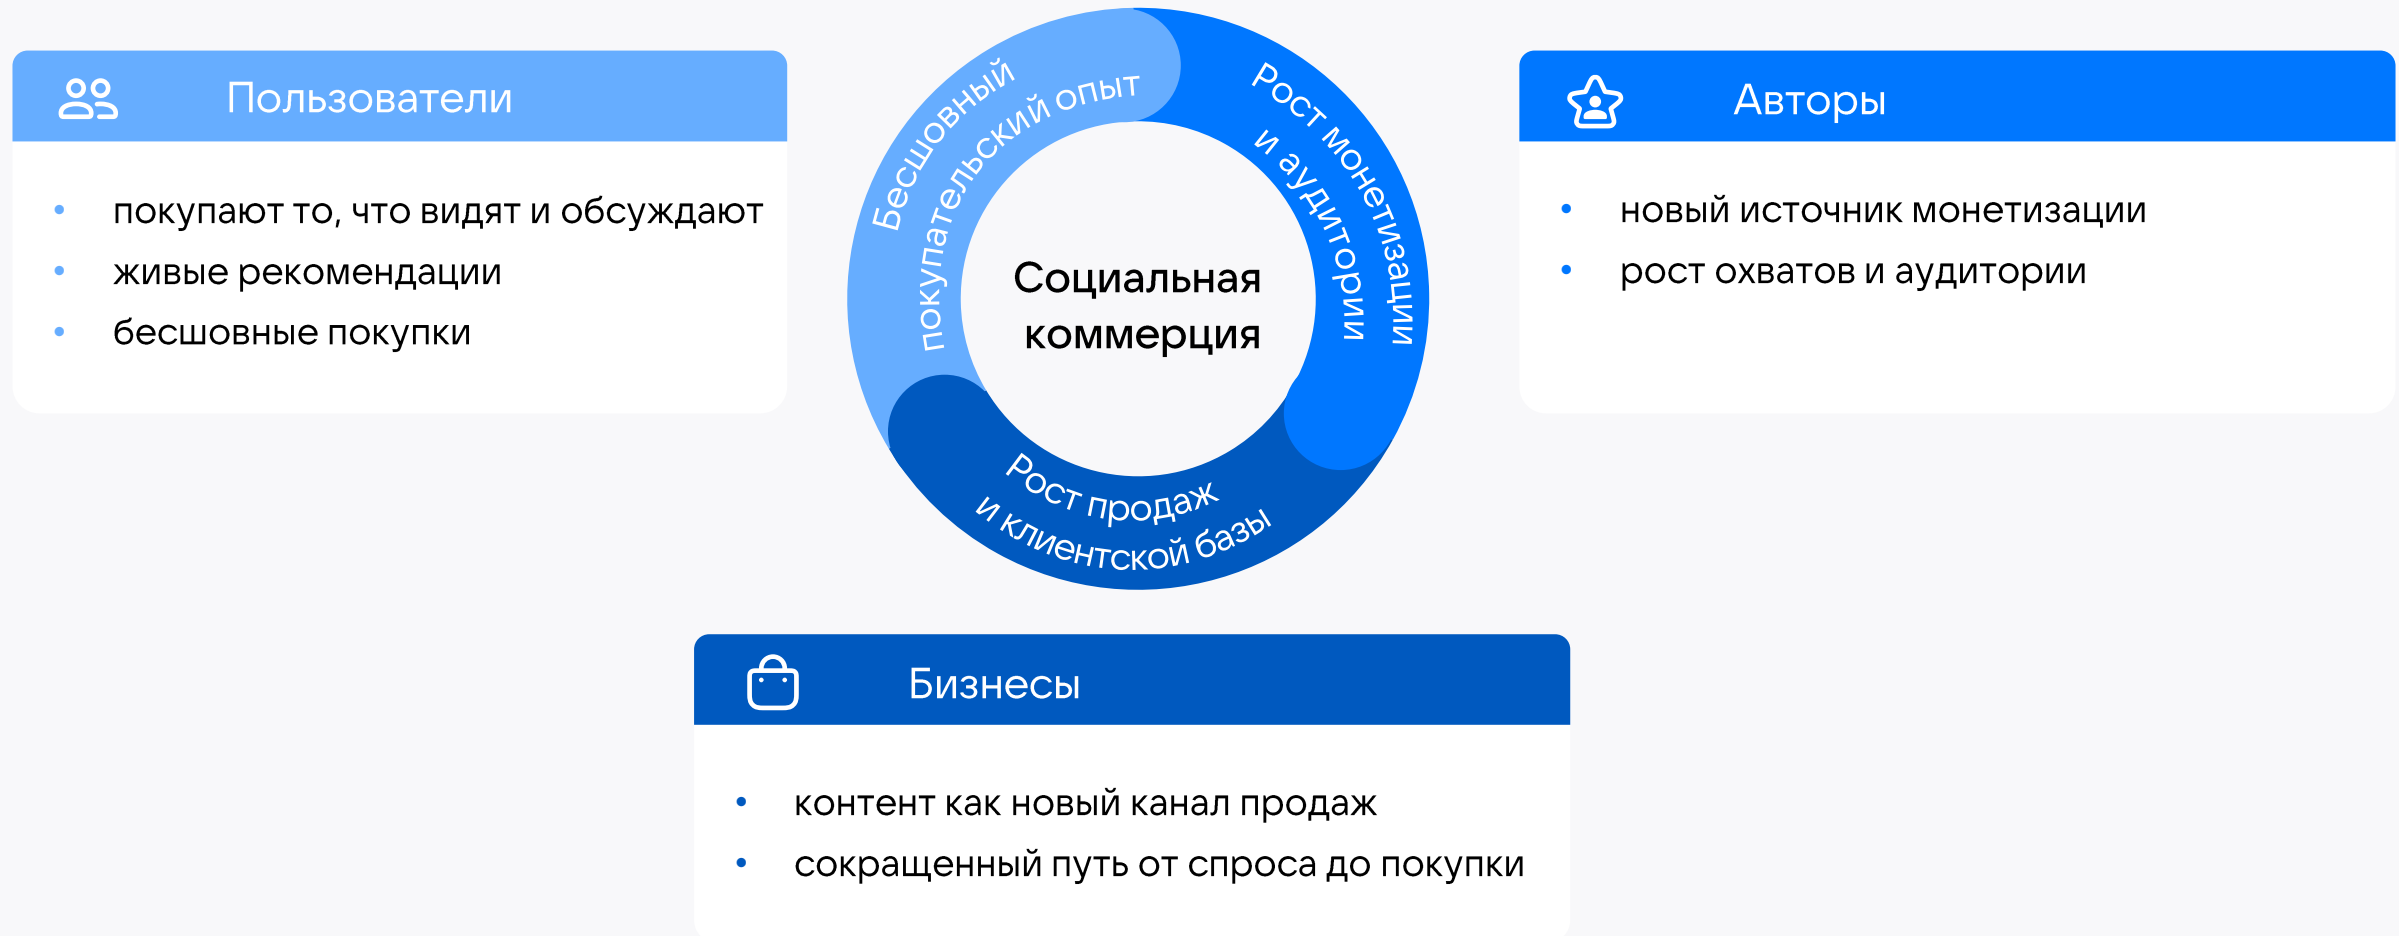 Пользователи
покупают то, что видят и обсуждают
живые рекомендации
бесшовные покупки
Бесшовный
покупательский опыт
Рост монетизации
и аудитории
Социальная
коммерция
Рост продаж
и клиентской базы
Авторы
новый источник монетизации
рост охватов и аудитории
Бизнесы
контент как новый канал продаж
сокращенный путь от спроса до покупки